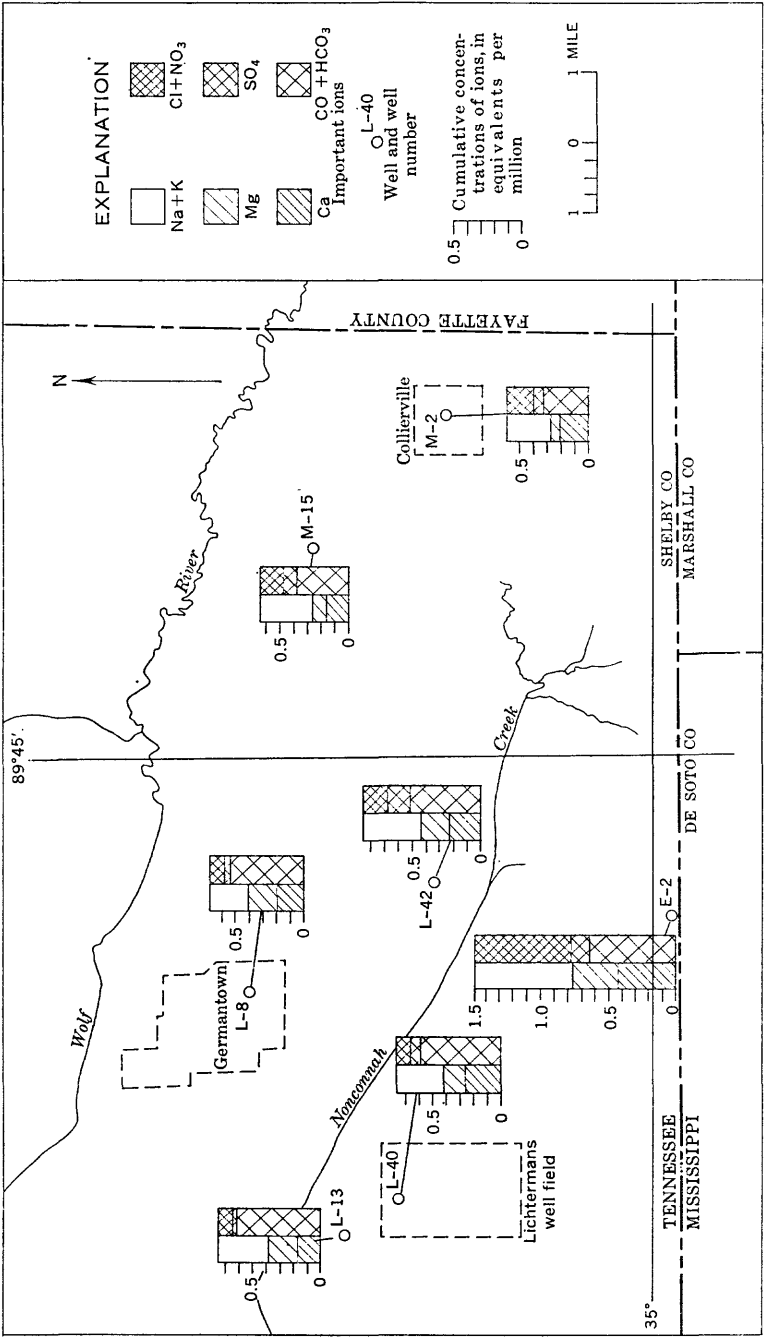 89°45'.
N
Wolf
River
FAYETTE COUNTY
Germantown
L-8
0.5
0
M-15
0.5
0
Collierville
M-2
0.5
0
L-13
0.5
0
Nonconnah
Creek
L-42
0.5
0
L-40
0.5
0
Lichtermans
well field
E-2
1.5
1.0
0.5
0
35°
TENNESSEE
MISSISSIPPI
DE SOTO CO
SHELBY CO
MARSHALL CO
EXPLANATION
Na+K
Cl+NO₃
Mg
SO₄
Ca
CO + HCO₃
Important ions
L-40
Well and well
number
0.5
0
Cumulative concen-
trations of ions, in
equivalents per
million
1 0 1 MILE